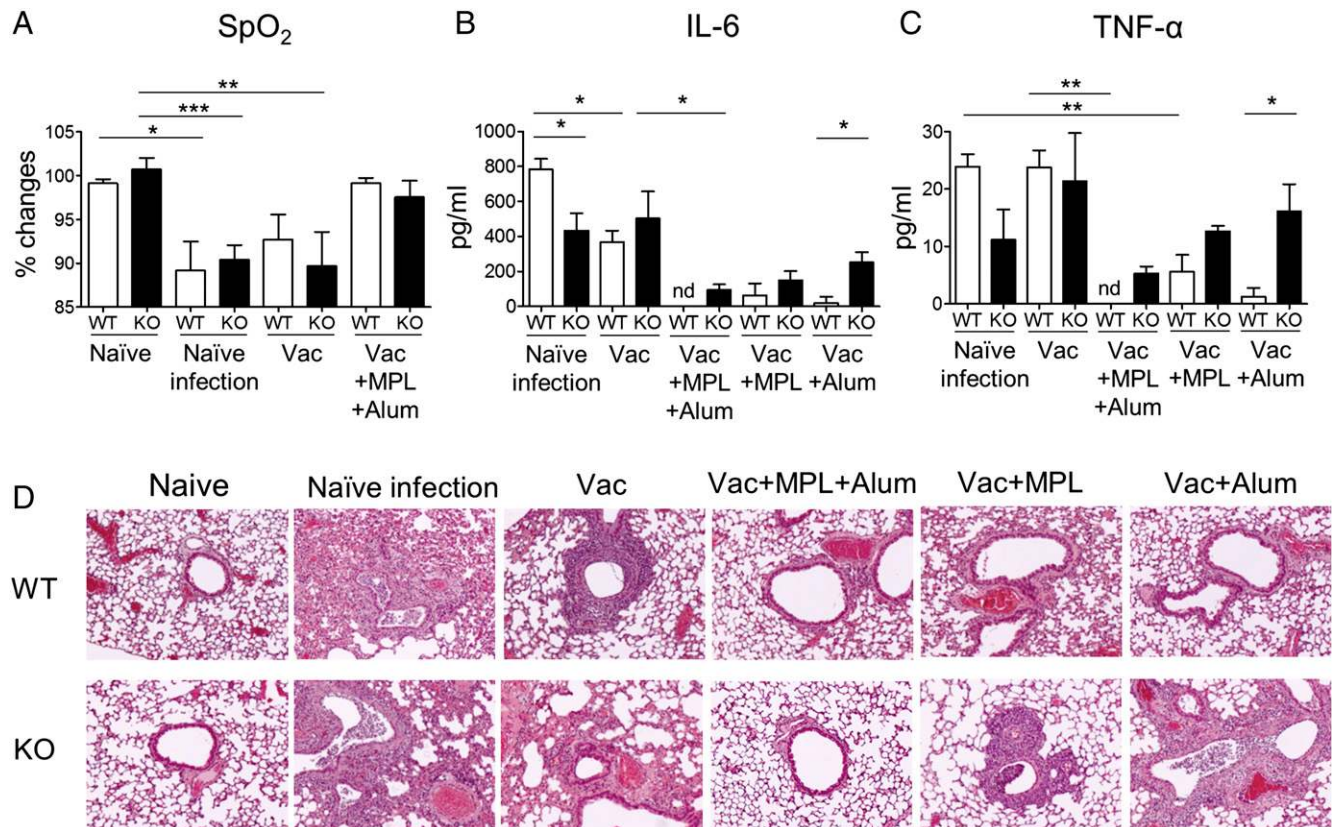 A SpO₂
% changes
105
100
95
90
85
* *** **
WT KO WT KO WT KO WT KO
Naïve Naïve infection Vac Vac +MPL +Alum
B IL-6
pg/ml
1000
800
600
400
200
0
* * * *
nd
WT KO WT KO WT KO WT KO WT KO
Naïve infection Vac Vac +MPL +Alum Vac +MPL Vac +Alum
C TNF-α
pg/ml
30
20
10
0
** ** *
nd
WT KO WT KO WT KO WT KO WT KO
Naïve infection Vac Vac +MPL +Alum Vac +MPL Vac +Alum
D Naive Naïve infection Vac Vac+MPL+Alum Vac+MPL Vac+Alum
WT
KO